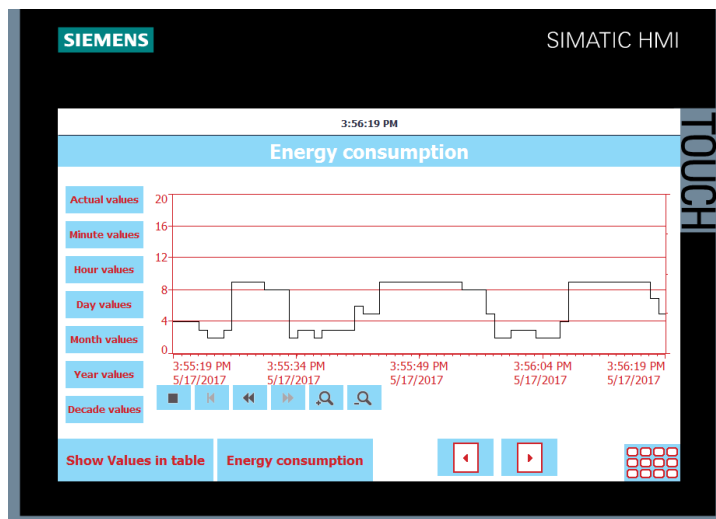 SIEMENS
SIMATIC HMI
TOUCH
3:56:19 PM
Energy consumption
Actual values
Minute values
Hour values
Day values
Month values
Year values
Decade values
20
16
12
8
4
0
3:55:19 PM 3:55:34 PM 3:55:49 PM 3:56:04 PM 3:56:19 PM
5/17/2017 5/17/2017 5/17/2017 5/17/2017 5/17/2017
Show Values in table
Energy consumption